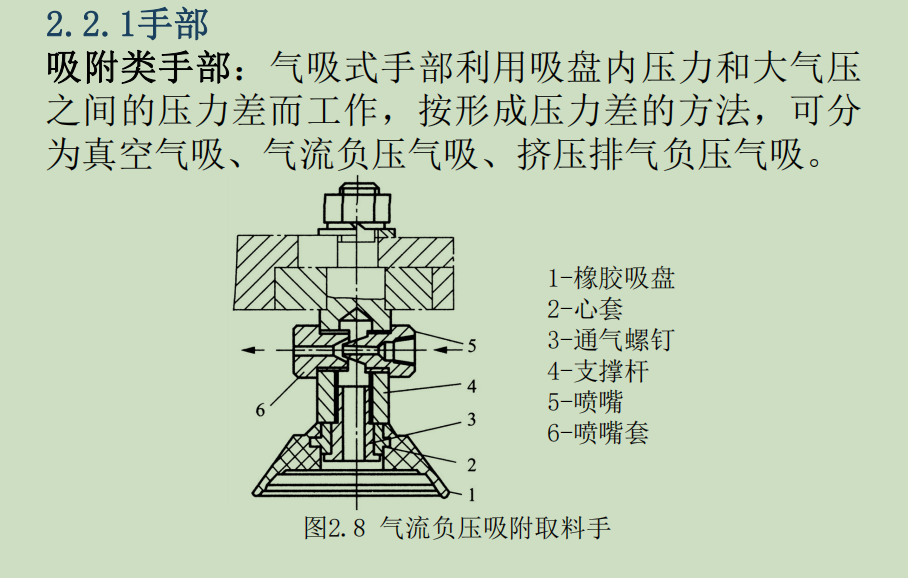 2.2.1手部
吸附类手部：气吸式手部利用吸盘内压力和大气压
之间的压力差而工作，按形成压力差的方法，可分
为真空气吸、气流负压气吸、挤压排气负压气吸。
1-橡胶吸盘
2-心套
3-通气螺钉
4-支撑杆
5-喷嘴
6-喷嘴套
5
4
6
3
2
1
图2.8 气流负压吸附取料手